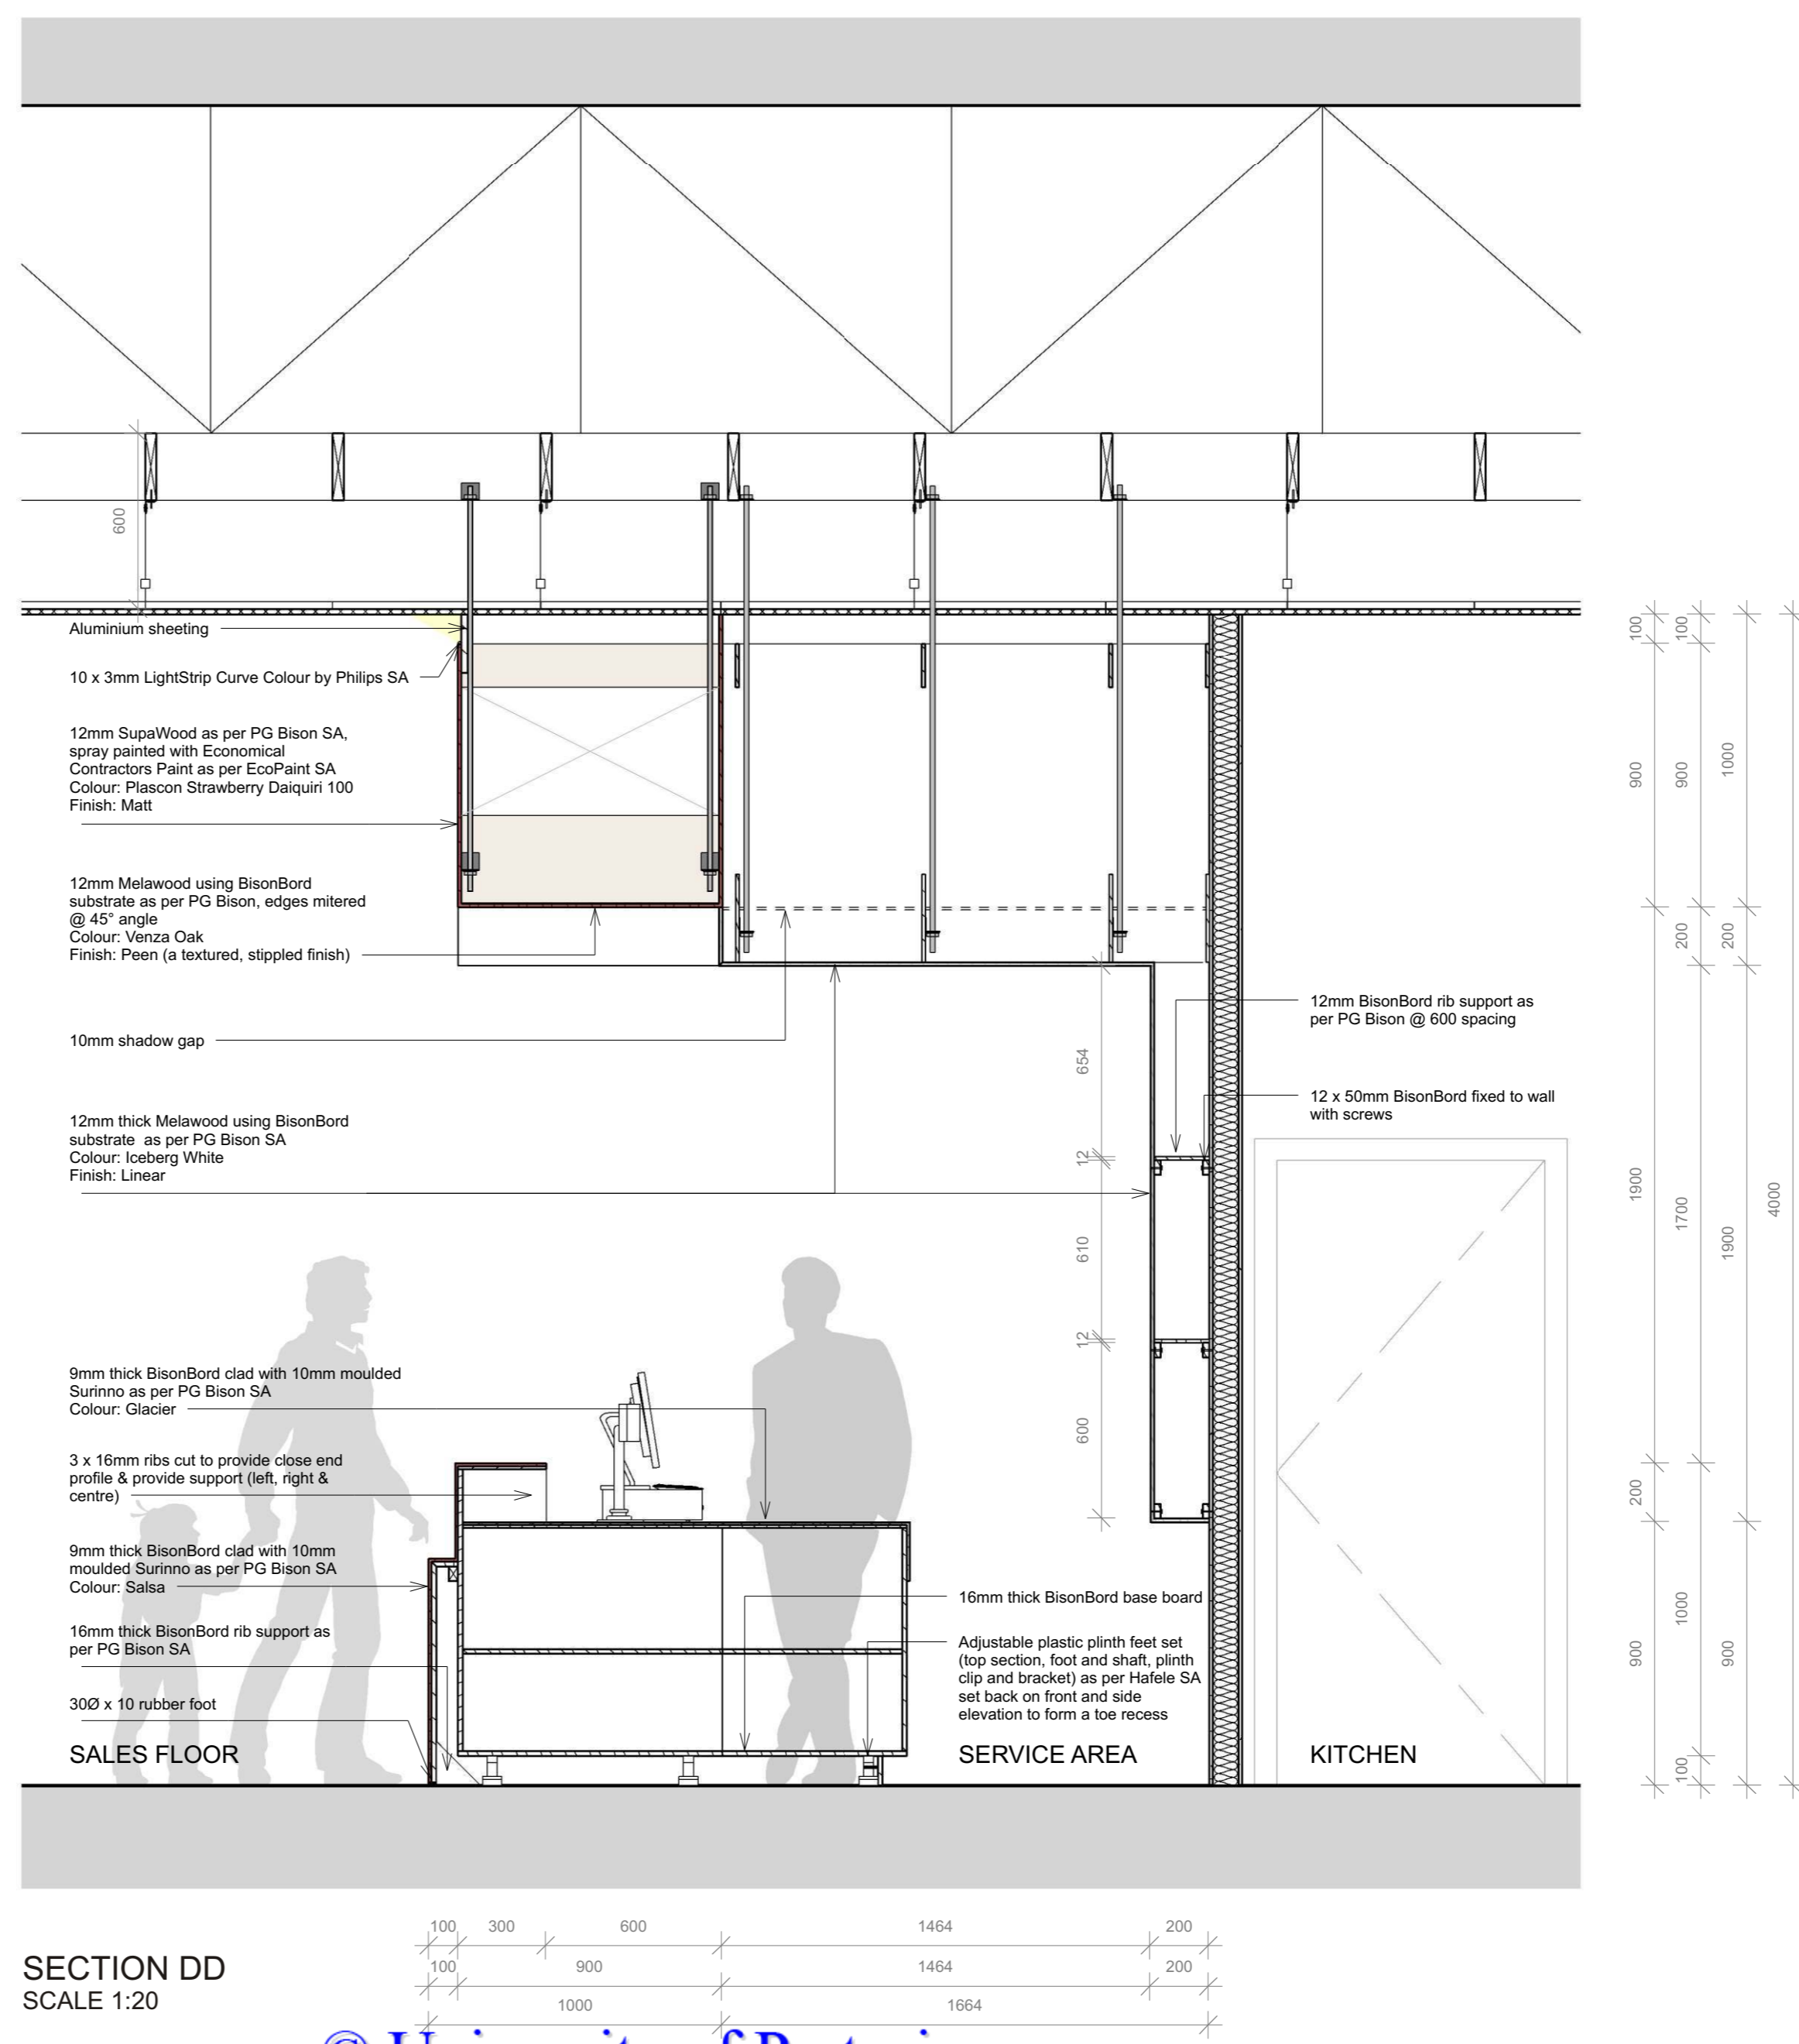 600
Aluminium sheeting
10 x 3mm LightStrip Curve Colour by Philips SA
12mm SupaWood as per PG Bison SA,
spray painted with Economical
Contractors Paint as per EcoPaint SA
Colour: Plascon Strawberry Daiquiri 100
Finish: Matt
12mm Melawood using BisonBord
substrate as per PG Bison, edges mitered
@ 45° angle
Colour: Venza Oak
Finish: Peen (a textured, stippled finish)
10mm shadow gap
12mm thick Melawood using BisonBord
substrate as per PG Bison SA
Colour: Iceberg White
Finish: Linear
9mm thick BisonBord clad with 10mm moulded
Surinno as per PG Bison SA
Colour: Glacier
3 x 16mm ribs cut to provide close end
profile & provide support (left, right &
centre)
9mm thick BisonBord clad with 10mm
moulded Surinno as per PG Bison SA
Colour: Salsa
16mm thick BisonBord rib support as
per PG Bison SA
30Ø x 10 rubber foot
SALES FLOOR
654
12
610
12
600
12mm BisonBord rib support as
per PG Bison @ 600 spacing
12 x 50mm BisonBord fixed to wall
with screws
16mm thick BisonBord base board
Adjustable plastic plinth feet set
(top section, foot and shaft, plinth
clip and bracket) as per Hafele SA
set back on front and side
elevation to form a toe recess
SERVICE AREA
KITCHEN
100
900
1900
200
900
100
900
200
1700
1000
100
1000
200
1900
900
4000
100 300 600 1464 200
100 900 1464 200
1000 1664
SECTION DD
SCALE 1:20